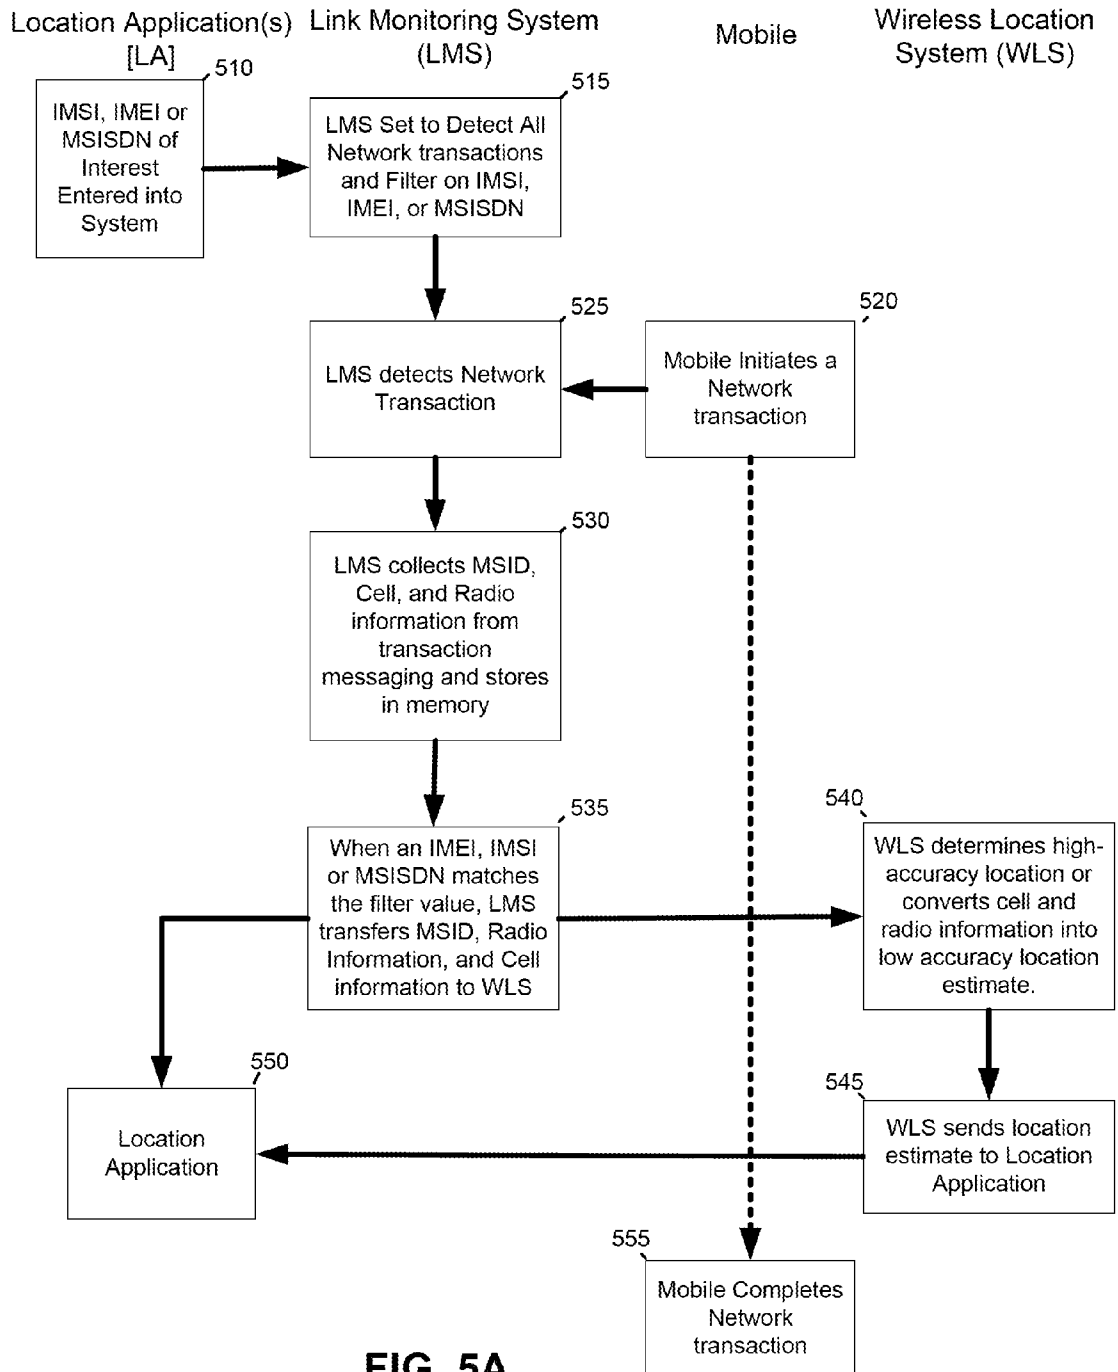 Location Application(s)
[LA]
Link Monitoring System
(LMS)
Mobile
Wireless Location
System (WLS)
510
IMSI, IMEI or
MSISDN of
Interest
Entered into
System
515
LMS Set to Detect All
Network transactions
and Filter on IMSI,
IMEI, or MSISDN
525
LMS detects Network
Transaction
520
Mobile Initiates a
Network
transaction
530
LMS collects MSID,
Cell, and Radio
information from
transaction
messaging and stores
in memory
535
When an IMEI, IMSI
or MSISDN matches
the filter value, LMS
transfers MSID, Radio
Information, and Cell
information to WLS
540
WLS determines high-
accuracy location or
converts cell and
radio information into
low accuracy location
estimate.
550
Location
Application
545
WLS sends location
estimate to Location
Application
555
Mobile Completes
Network
transaction
FIG. 5A